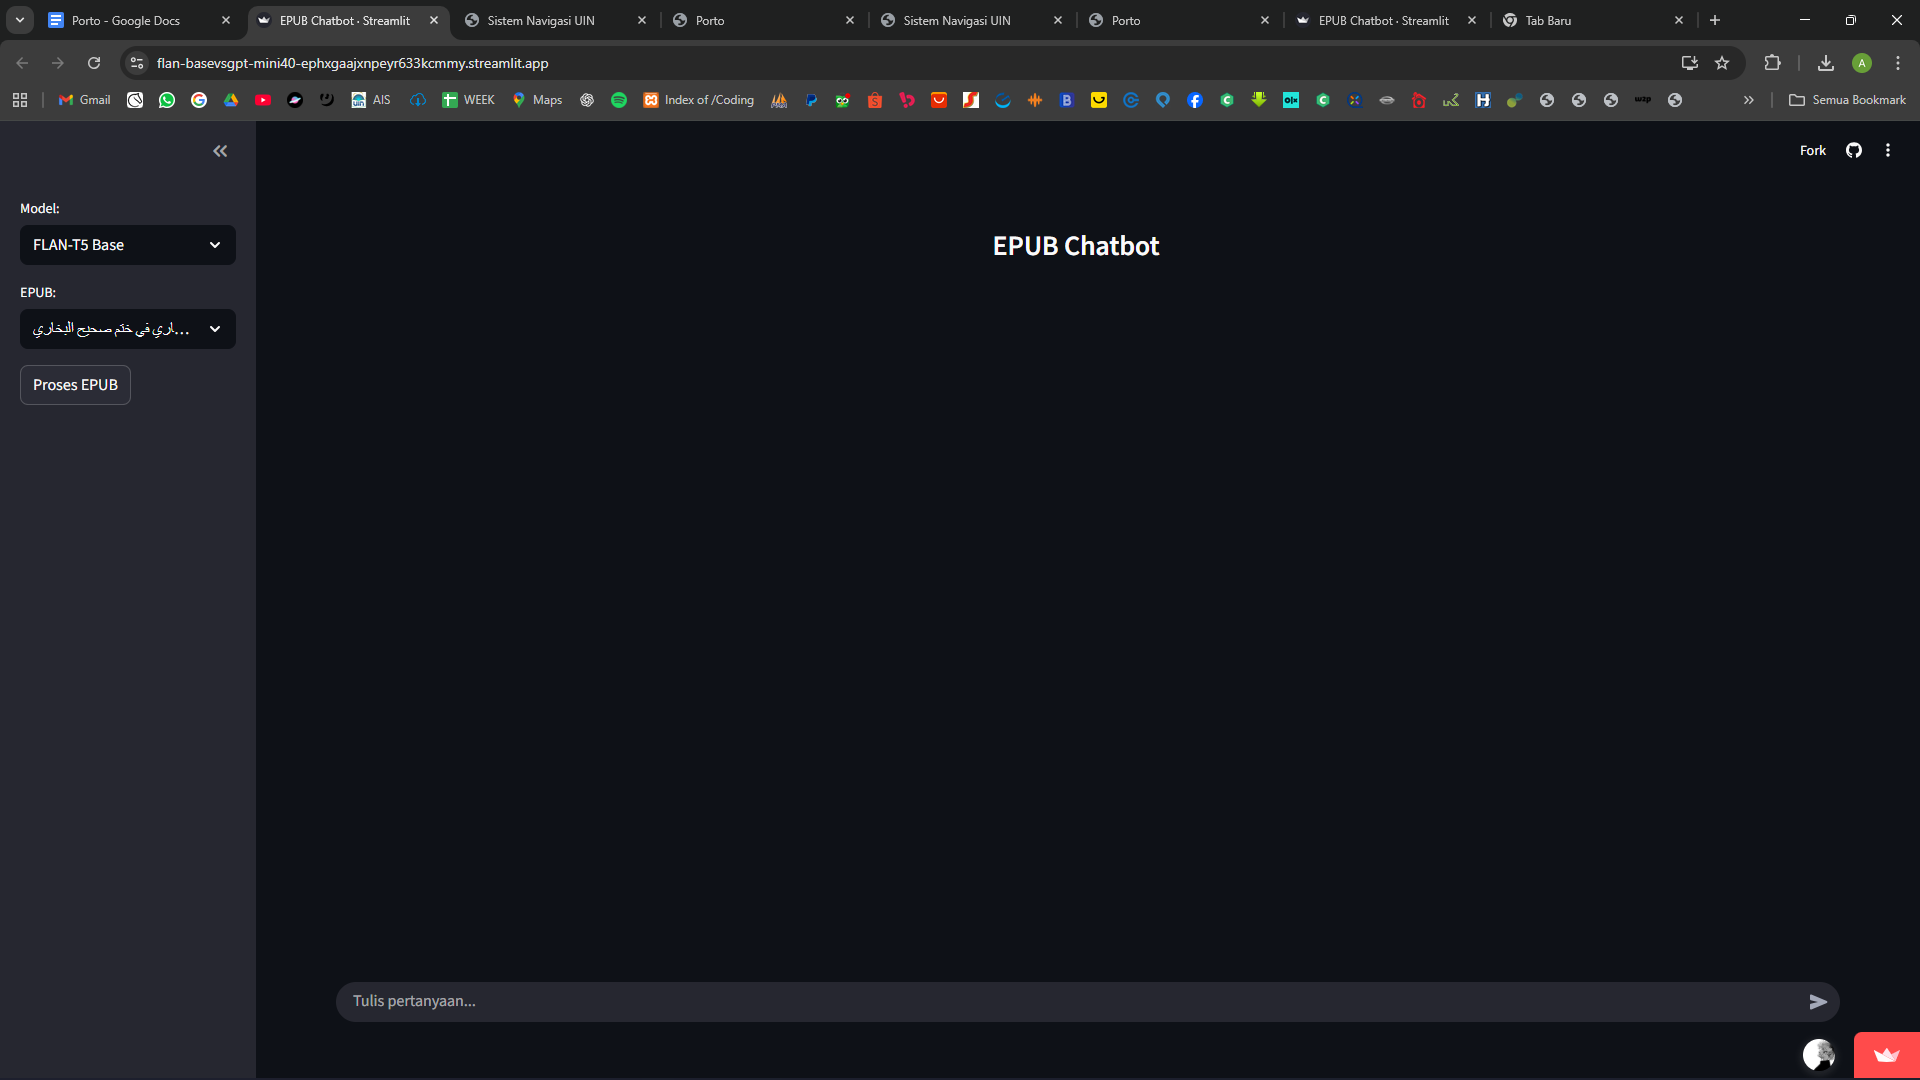 Porto - Google Docs
EPUB Chatbot · Streamlit
Sistem Navigasi UIN
Porto
Sistem Navigasi UIN
Porto
EPUB Chatbot · Streamlit
Tab Baru
flan-basevsgpt-mini40-ephxgaajxnpeyr633kcmmy.streamlit.app
A
Gmail
AIS
WEEK
Maps
Index of /Coding
Semua Bookmark
Fork
Model:
FLAN-T5 Base
EPUB:
...اري في ختم صحيح البخاري
Proses EPUB
EPUB Chatbot
Tulis pertanyaan...